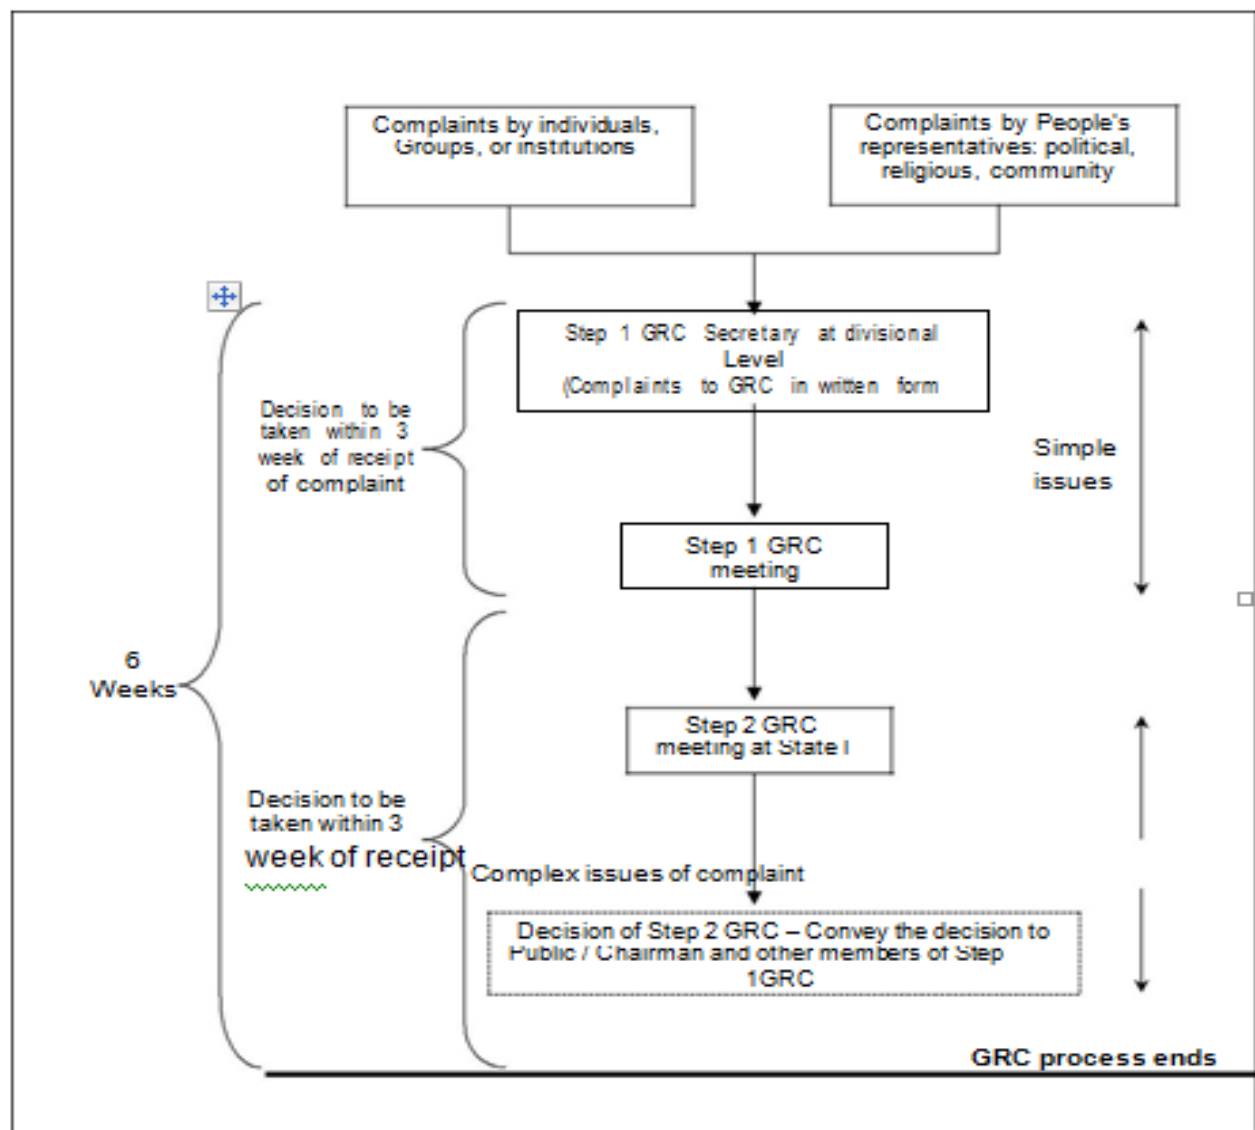 Complaints by individuals,
Groups, or institutions
Complaints by People's
representatives: political,
religious, community
Step 1 GRC Secretary at divisional
Level
(Complaints to GRC in written form
Decision to be
taken within 3
week of receipt
of complaint
Simple
issues
Step 1 GRC
meeting
6
Weeks
Step 2 GRC
meeting at State l
Decision to be
taken within 3
week of receipt
Complex issues of complaint
Decision of Step 2 GRC – Convey the decision to
Public / Chairman and other members of Step
1GRC
GRC process ends